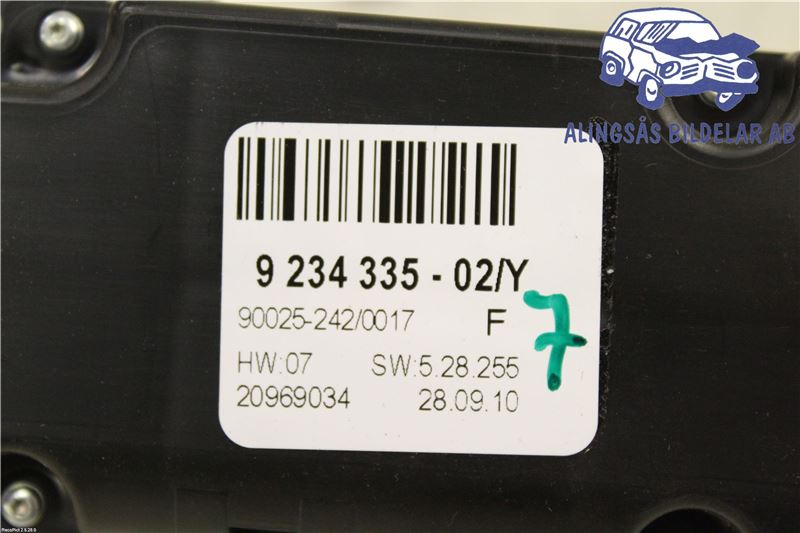 ALINGSÅS BILDELAR AB
9 234 335 - 02/Y
90025-242/0017 F
7
HW:07 SW:5.28.255
20969034 28.09.10